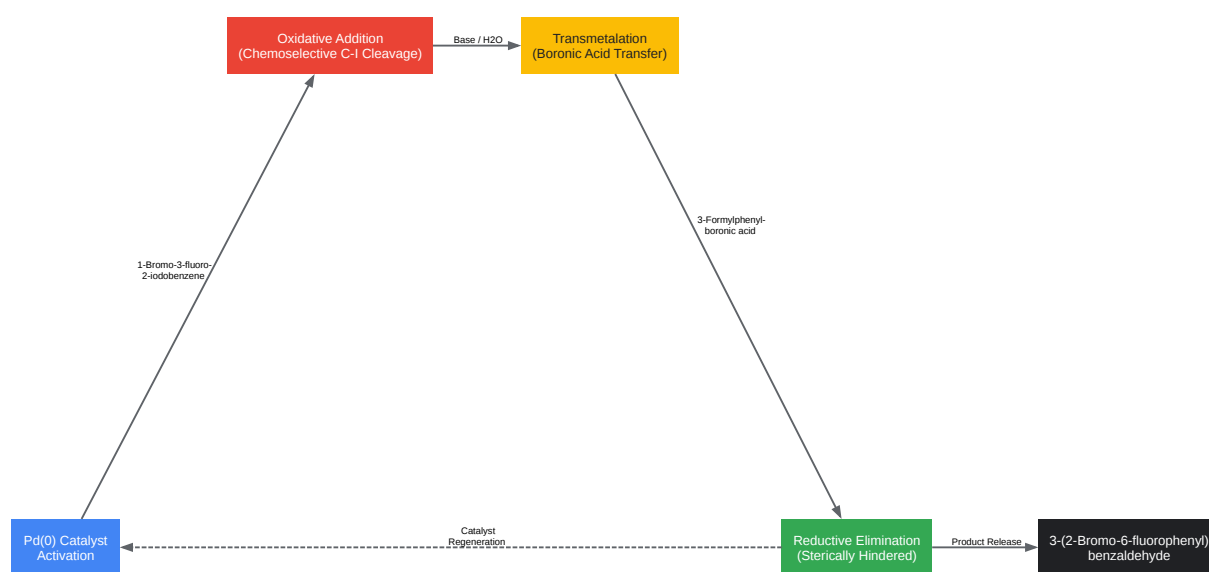 Oxidative Addition
(Chemoselective C-I Cleavage)
Base / H2O
Transmetalation
(Boronic Acid Transfer)
3-Formylphenyl-
boronic acid
1-Bromo-3-fluoro-
2-iodobenzene
Pd(0) Catalyst
Activation
Catalyst
Regeneration
Reductive Elimination
(Sterically Hindered)
Product Release
3-(2-Bromo-6-fluorophenyl)
benzaldehyde